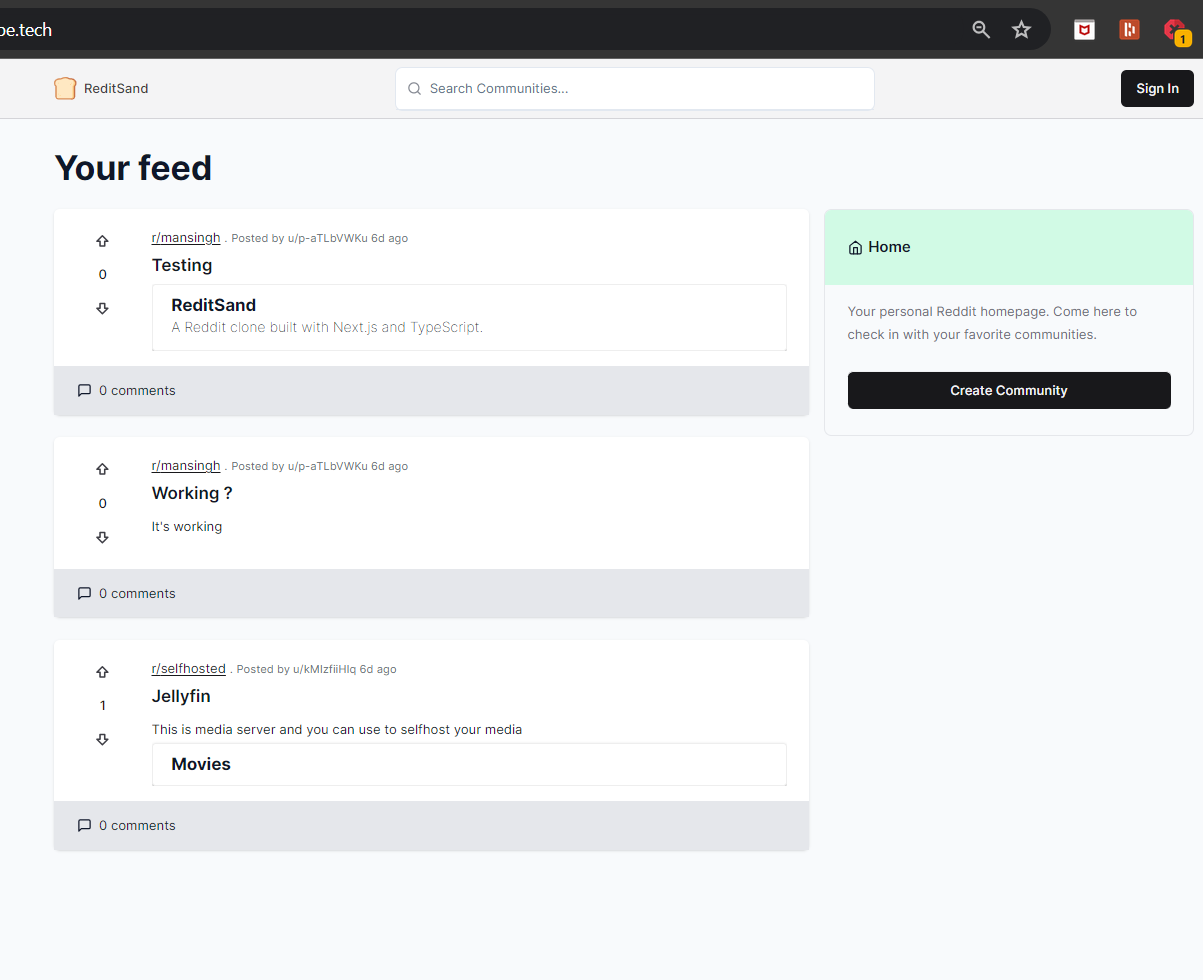 be.tech
1
ReditSand
Search Communities...
Sign In
Your feed
r/mansingh . Posted by u/p-aTLbVWKu 6d ago
0
Testing
ReditSand
A Reddit clone built with Next.js and TypeScript.
0 comments
Home
Your personal Reddit homepage. Come here to
check in with your favorite communities.
Create Community
r/mansingh . Posted by u/p-aTLbVWKu 6d ago
0
Working ?
It's working
0 comments
r/selfhosted . Posted by u/kMIzfiiHIq 6d ago
1
Jellyfin
This is media server and you can use to selfhost your media
Movies
0 comments